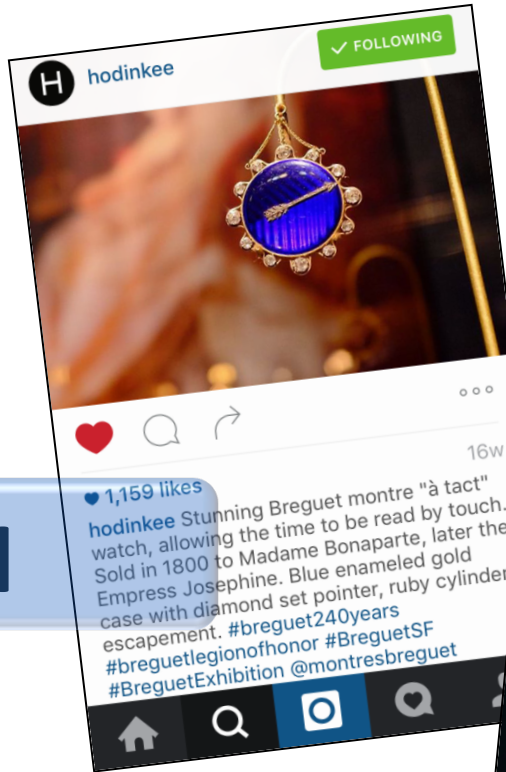 H hodinkee
✓ FOLLOWING
16w
1,159 likes
hodinkee Stunning Breguet montre "à tact"
watch, allowing the time to be read by touch.
Sold in 1800 to Madame Bonaparte, later the
Empress Josephine. Blue enameled gold
case with diamond set pointer, ruby cylinder
escapement. #breguet240years
#breguetlegionofhonor #BreguetSF
#BreguetExhibition @montresbreguet